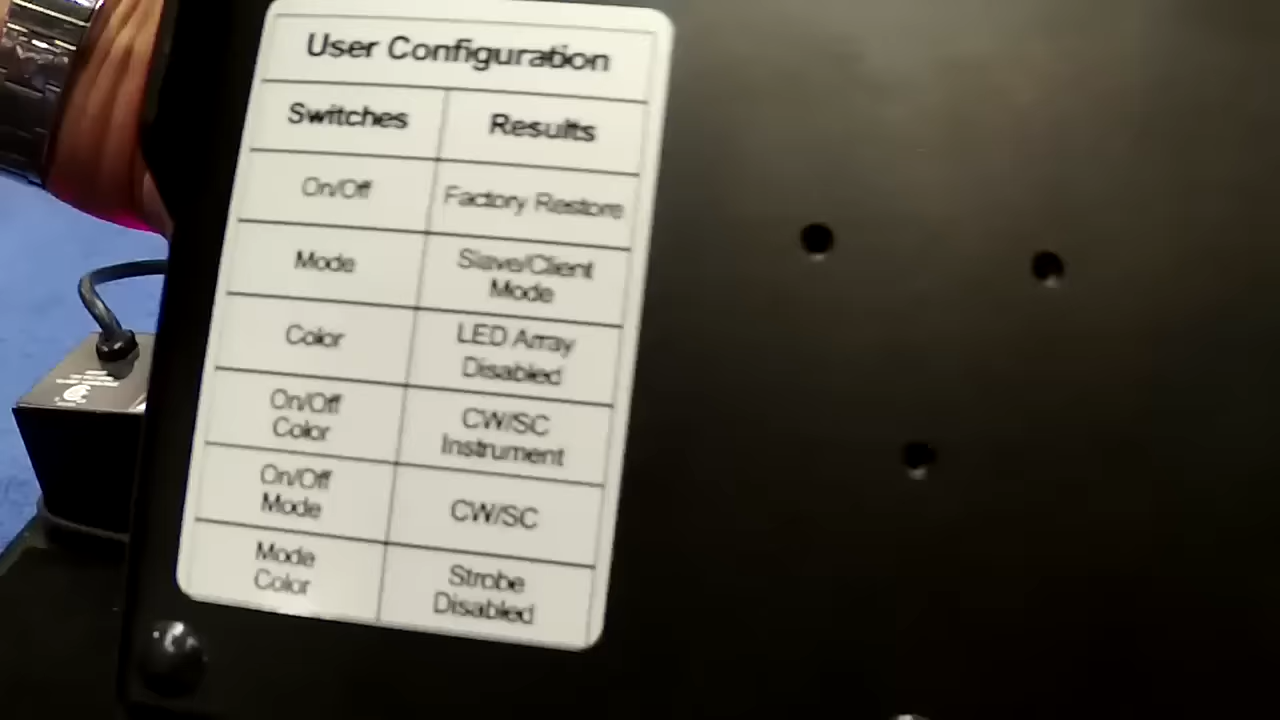 User Configuration
Switches Results
On/Off Factory Restore
Mode Slave/Client
Mode
Color LED Array
Disabled
On/Off CW/SC
Color Instrument
On/Off
Mode CW/SC
Mode Strobe
Color Disabled